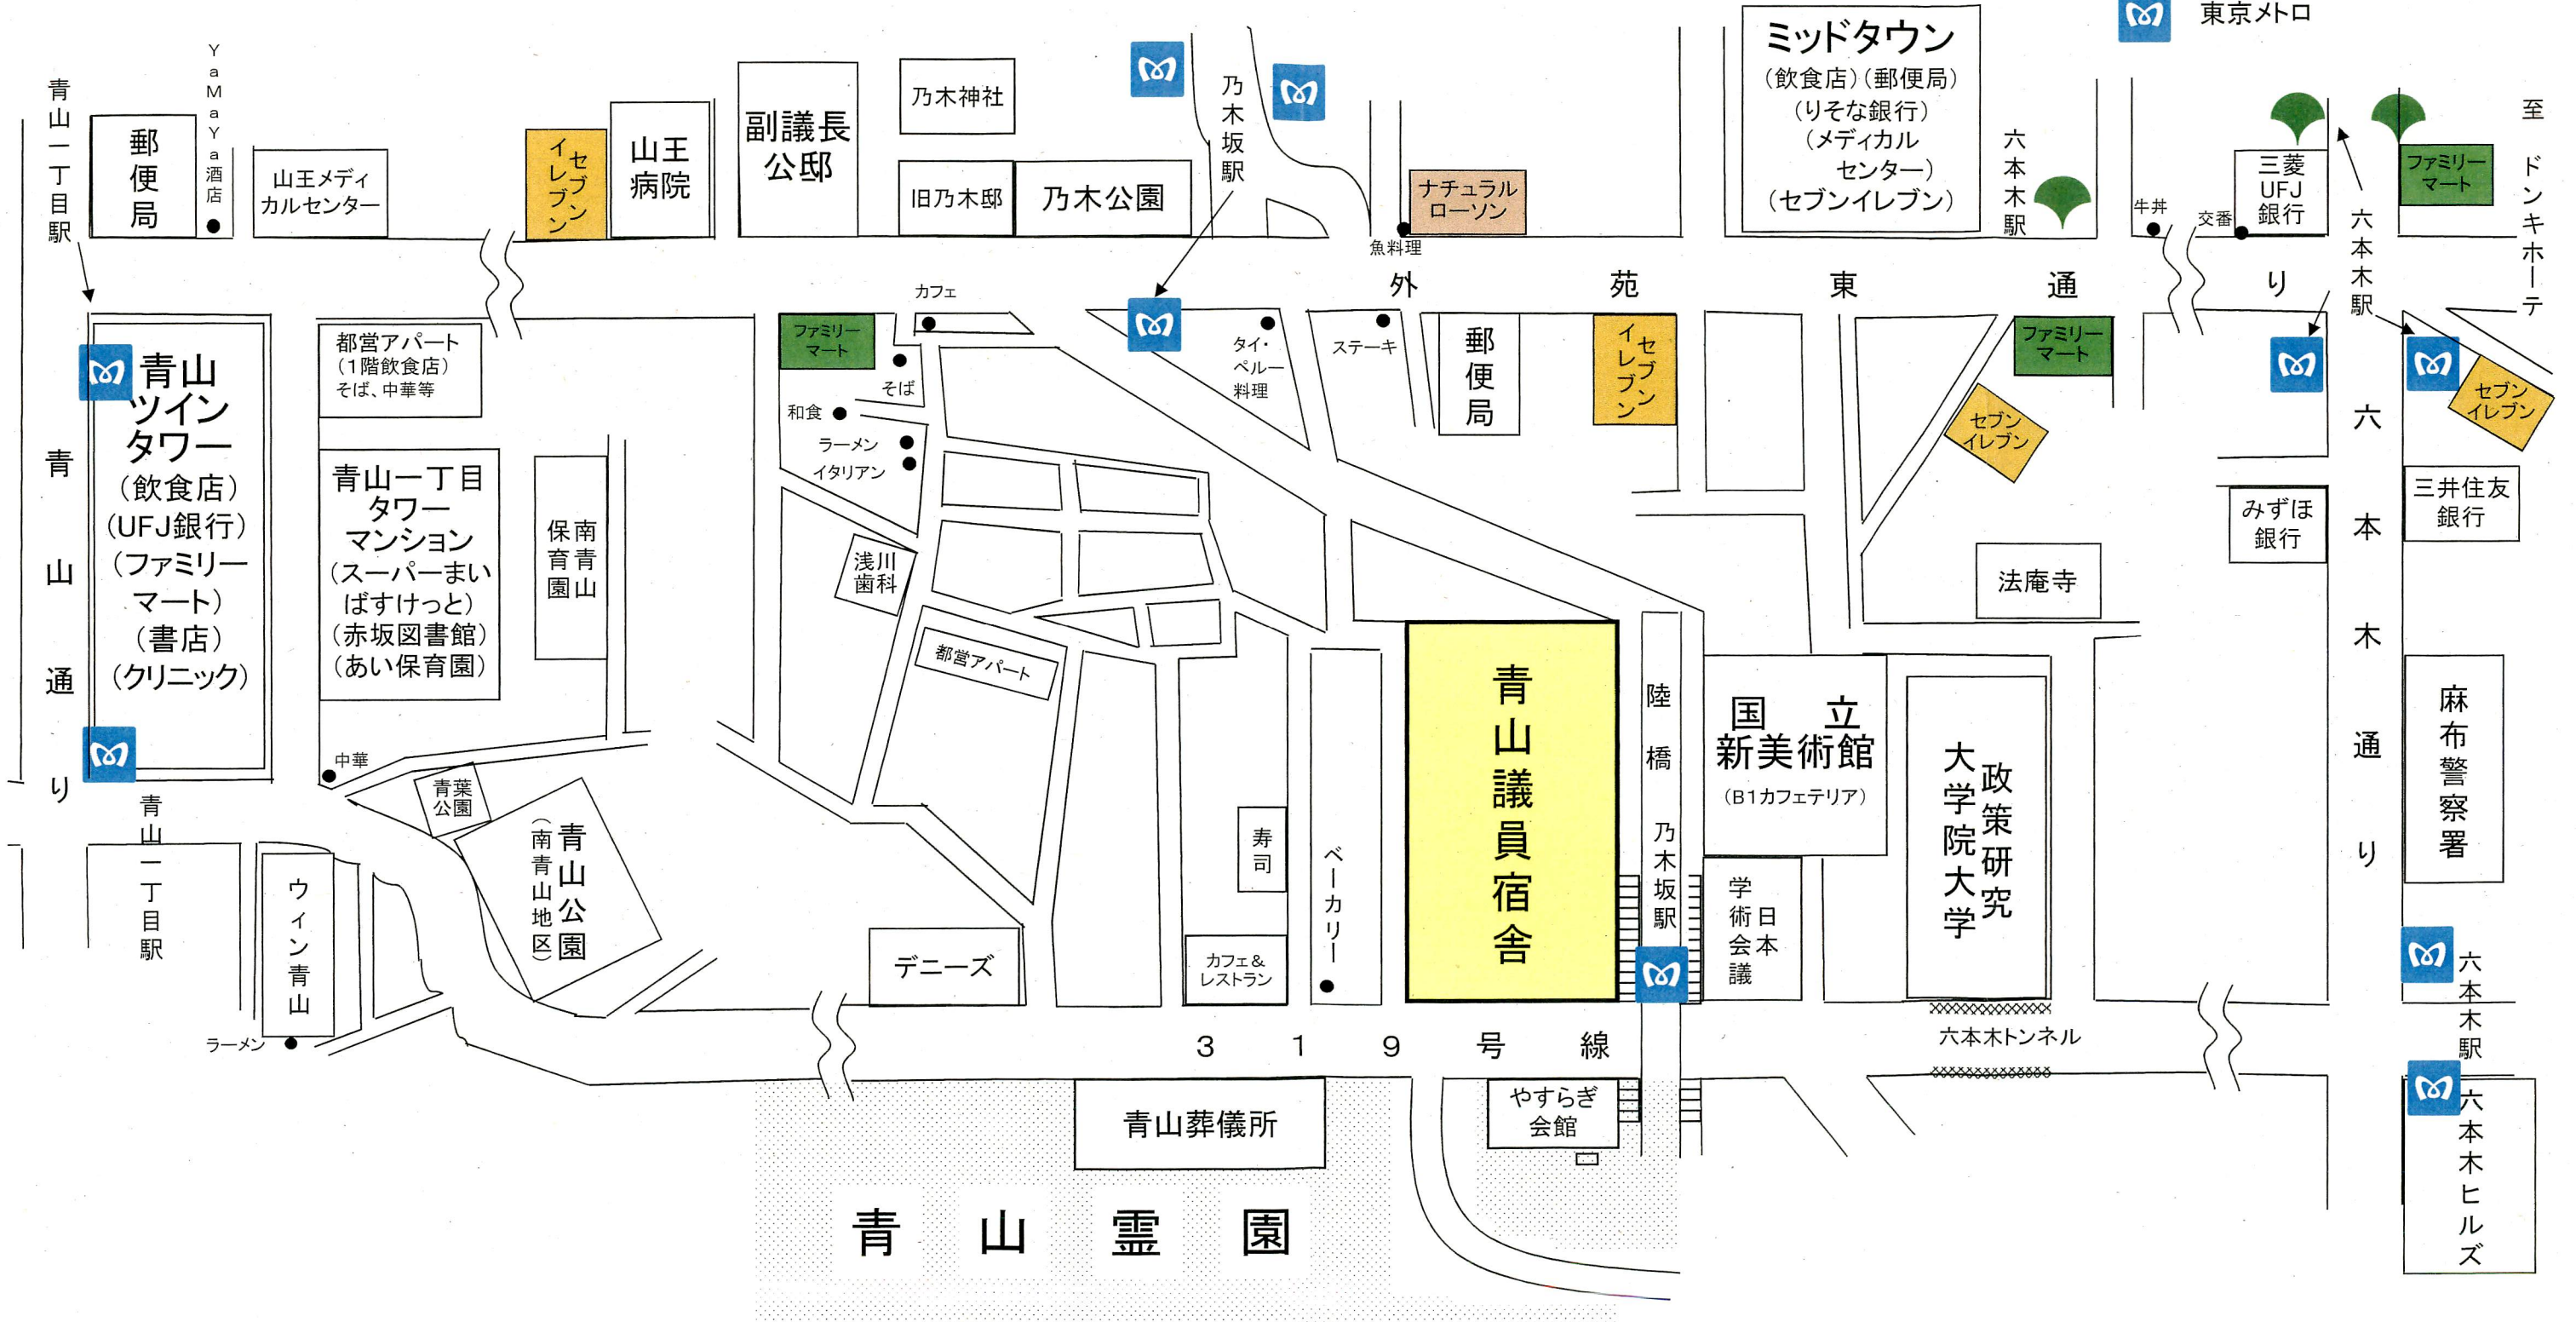 東京メトロ
青山一丁目駅
郵便局
YaMaYa酒店
山王メディ
カルセンター
セブン
イレブン
山王
病院
副議長
公邸
乃木神社
旧乃木邸
乃木公園
乃木坂駅
魚料理
ナチュラル
ローソン
ミッドタウン
(飲食店)(郵便局)
(りそな銀行)
(メディカル
センター)
(セブンイレブン)
六本木駅
牛丼
交番
三菱
UFJ
銀行
六本木駅
ファミリー
マート
至 ドンキホーテ
外苑東通り
青山通り
青山
ツイン
タワー
(飲食店)
(UFJ銀行)
(ファミリー
マート)
(書店)
(クリニック)
都営アパート
(1階飲食店)
そば、中華等
青山一丁目
タワー
マンション
(スーパーまい
ばすけっと)
(赤坂図書館)
(あい保育園)
南青山
保育園
ファミリー
マート
カフェ
そば
和食
ラーメン
イタリアン
浅川
歯科
都営アパート
タイ・
ペルー
料理
ステーキ
郵便局
セブン
イレブン
ファミリー
マート
セブン
イレブン
法庵寺
みずほ
銀行
六本木通り
セブン
イレブン
三井住友
銀行
麻布警察署
中華
青葉
公園
青山公園
(南青山地区)
青山一丁目駅
ウィン青山
ラーメン
デニーズ
寿司
カフェ&
レストラン
ベーカリー
青山議員宿舎
陸橋
乃木坂駅
国立
新美術館
(B1カフェテリア)
日本
学術会議
政策研究
大学院大学
六本木トンネル
六本木駅
六本木ヒルズ
319号線
青山葬儀所
やすらぎ
会館
青山霊園